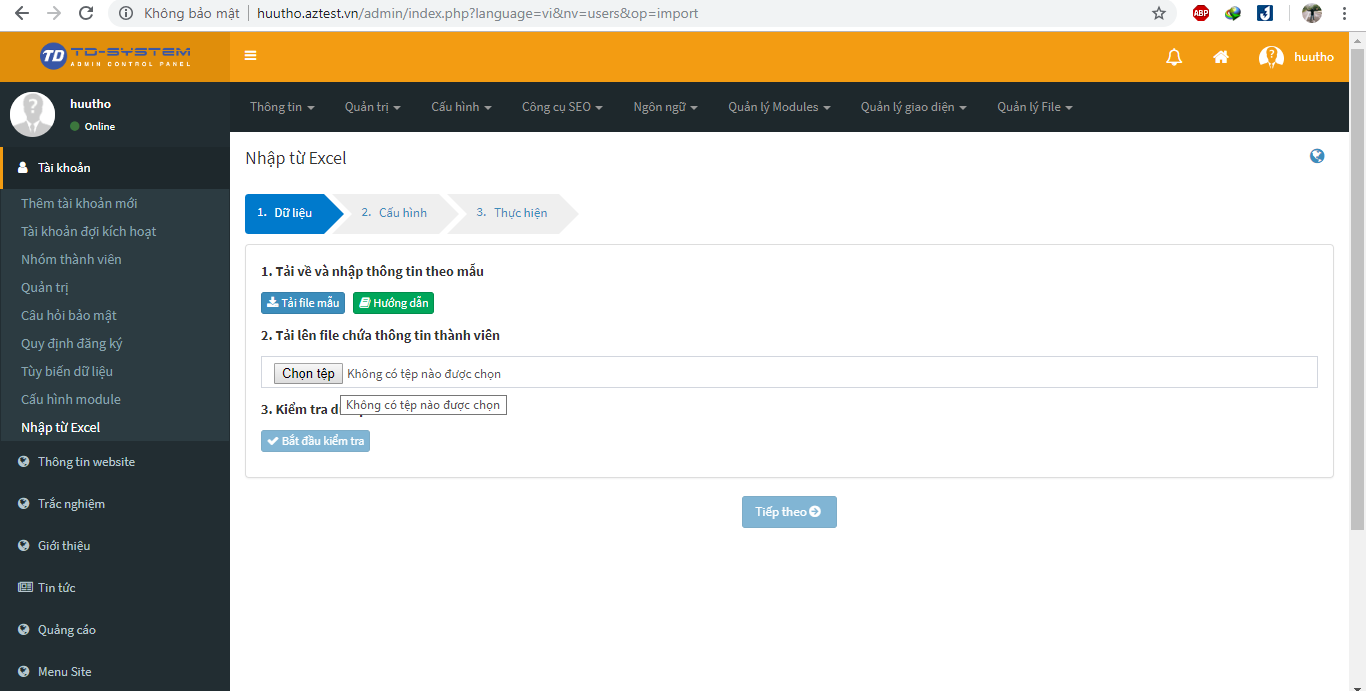 Không bảo mật | huutho.aztest.vn/admin/index.php?language=vi&nv=users&op=import
ABP
TD TD-SYSTEM
ADMIN CONTROL PANEL
huutho
huutho
Online
Thông tin
Quản trị
Cấu hình
Công cụ SEO
Ngôn ngữ
Quản lý Modules
Quản lý giao diện
Quản lý File
Tài khoản
Thêm tài khoản mới
Tài khoản đợi kích hoạt
Nhóm thành viên
Quản trị
Câu hỏi bảo mật
Quy định đăng ký
Tùy biến dữ liệu
Cấu hình module
Nhập từ Excel
Thông tin website
Trắc nghiệm
Giới thiệu
Tin tức
Quảng cáo
Menu Site
Nhập từ Excel
1. Dữ liệu
2. Cấu hình
3. Thực hiện
1. Tải về và nhập thông tin theo mẫu
Tải file mẫu
Hướng dẫn
2. Tải lên file chứa thông tin thành viên
Chọn tệp Không có tệp nào được chọn
3. Kiểm tra d
Không có tệp nào được chọn
Bắt đầu kiểm tra
Tiếp theo